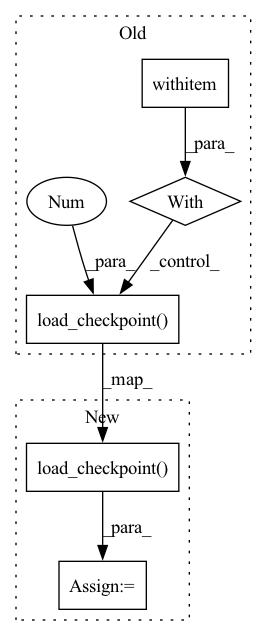 Old
withitem
_para_
Num
With
_para_
_control_
load_checkpoint()
_map_
New
load_checkpoint()
_para_
Assign:=